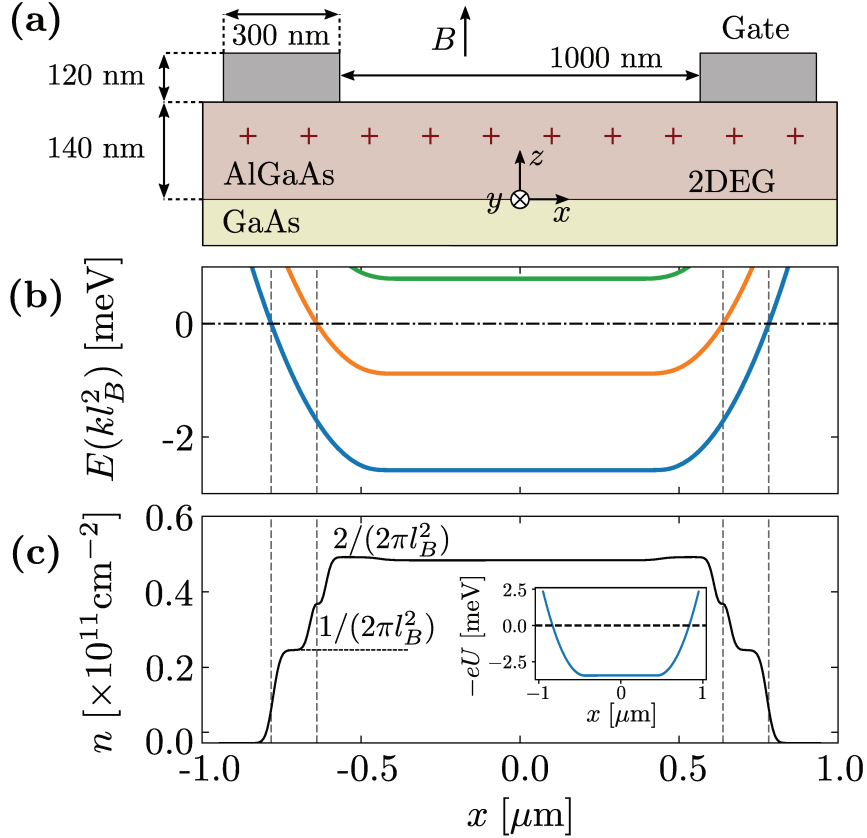 (a)
300 nm
B
1000 nm
Gate
120 nm
140 nm
+ + + + + + + + + +
AlGaAs
z
2DEG
y
x
GaAs
(b)
E(kl_B^2) [meV]
0
-2
(c)
n [×10^11 cm^−2]
0.6
0.4
0.2
0.0
2/(2πl_B^2)
1/(2πl_B^2)
−eU [meV]
2.5
0.0
−2.5
−1 0 1
x [μm]
-1.0 -0.5 0.0 0.5 1.0
x [μm]